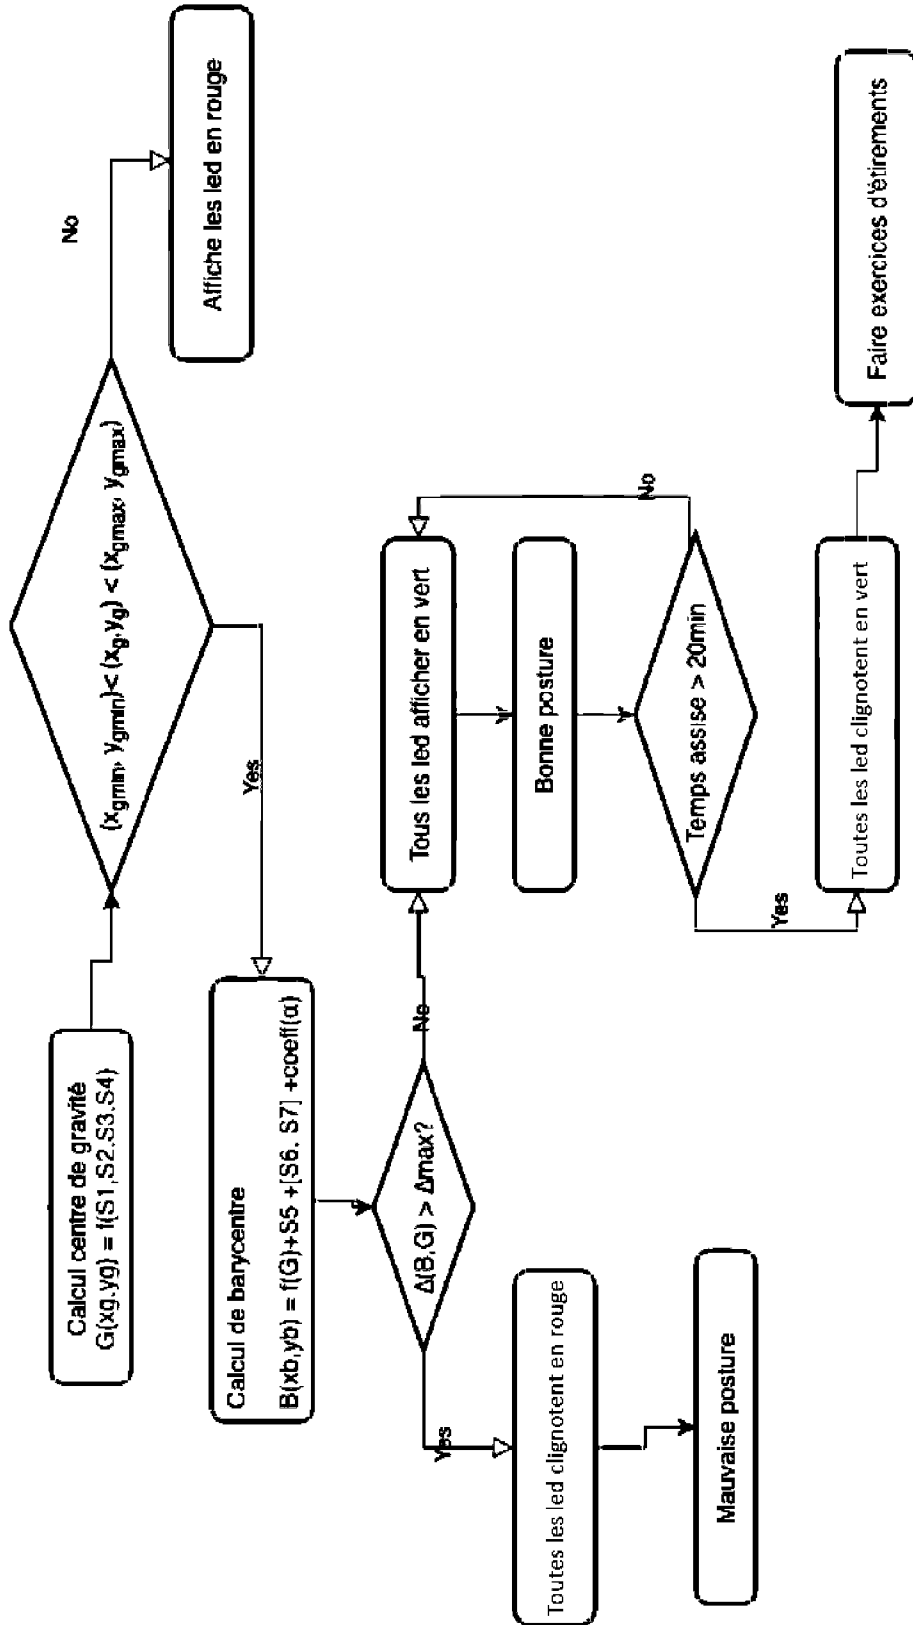 Calcul centre de gravité
G(xg,yg) = f(S1,S2,S3,S4)
(xgmin, ygmin)< (xg,yg) < (xgmax, ygmax)
No
Affiche les led en rouge
Yes
Calcul de barycentre
B(xb,yb) = f(G)+S5 +[S6, S7] +coeff(α)
Δ(B,G) > Δmax?
No
Tous les led afficher en vert
Yes
Toutes les led clignotent en rouge
Mauvaise posture
Bonne posture
Temps assise > 20min
No
Yes
Toutes les led clignotent en vert
Faire exercices d'étirements